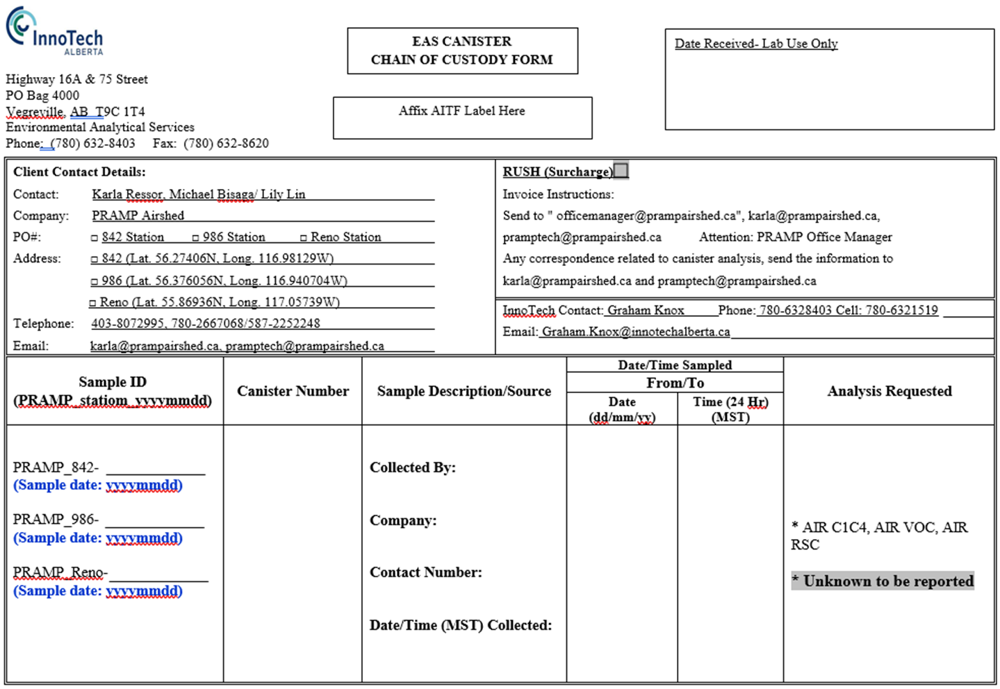 InnoTech
ALBERTA
Highway 16A & 75 Street
PO Bag 4000
Vegreville, AB  T9C 1T4
Environmental Analytical Services
Phone:  (780) 632-8403     Fax:  (780) 632-8620
EAS CANISTER
CHAIN OF CUSTODY FORM
Affix AITF Label Here
Date Received- Lab Use Only
Client Contact Details:
Contact: Karla Ressor, Michael Bisaga/ Lily Lin
Company: PRAMP Airshed
PO#: □ 842 Station □ 986 Station □ Reno Station
Address: □ 842 (Lat. 56.27406N, Long. 116.98129W)
□ 986 (Lat. 56.376056N, Long. 116.940704W)
□ Reno (Lat. 55.86936N, Long. 117.05739W)
Telephone: 403-8072995, 780-2667068/587-2252248
Email: karla@prampairshed.ca, pramptech@prampairshed.ca
RUSH (Surcharge)□
Invoice Instructions:
Send to " officemanager@prampairshed.ca", karla@prampairshed.ca,
pramptech@prampairshed.ca Attention: PRAMP Office Manager
Any correspondence related to canister analysis, send the information to
karla@prampairshed.ca and pramptech@prampairshed.ca
InnoTech Contact: Graham Knox Phone: 780-6328403 Cell: 780-6321519
Email: Graham.Knox@innotechalberta.ca
Sample ID
(PRAMP_statiom_yyyymmdd)
Canister Number
Sample Description/Source
Date/Time Sampled
From/To
Date
(dd/mm/yy)
Time (24 Hr)
(MST)
Analysis Requested
PRAMP_842- _____________
(Sample date: yyyymmdd)
PRAMP_986- _____________
(Sample date: yyyymmdd)
PRAMP_Reno-_____________
(Sample date: yyyymmdd)
Collected By:
Company:
Contact Number:
Date/Time (MST) Collected:
* AIR C1C4, AIR VOC, AIR
RSC
* Unknown to be reported